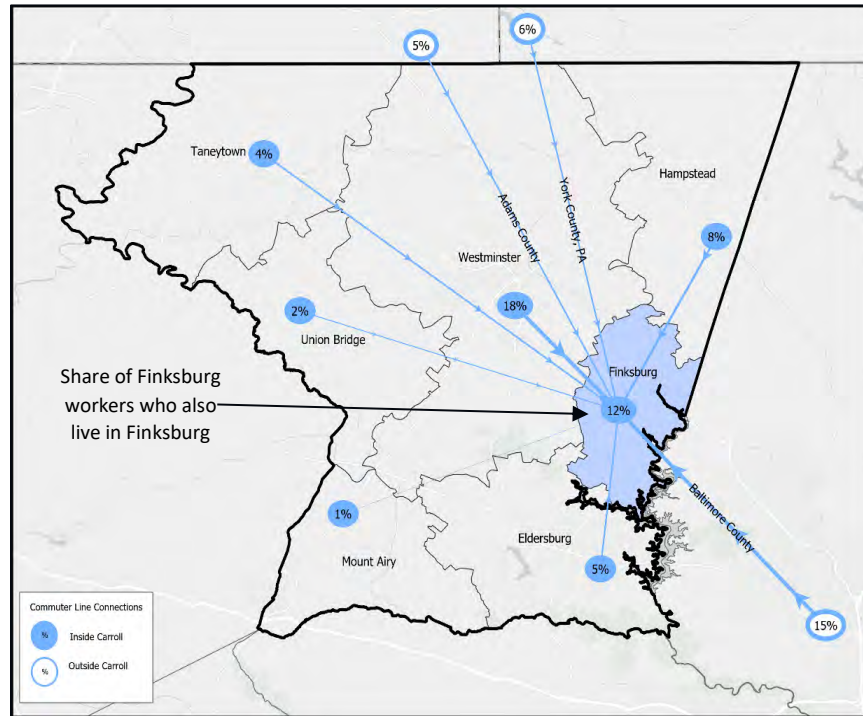 6%
5%
Taneytown
4%
Hampstead
Adams County
York County, PA
8%
Westminster
18%
2%
Union Bridge
Finksburg
Share of Finksburg
workers who also
live in Finksburg
12%
Baltimore County
1%
Eldersburg
Mount Airy
5%
15%
Commuter Line Connections
% Inside Carroll
% Outside Carroll